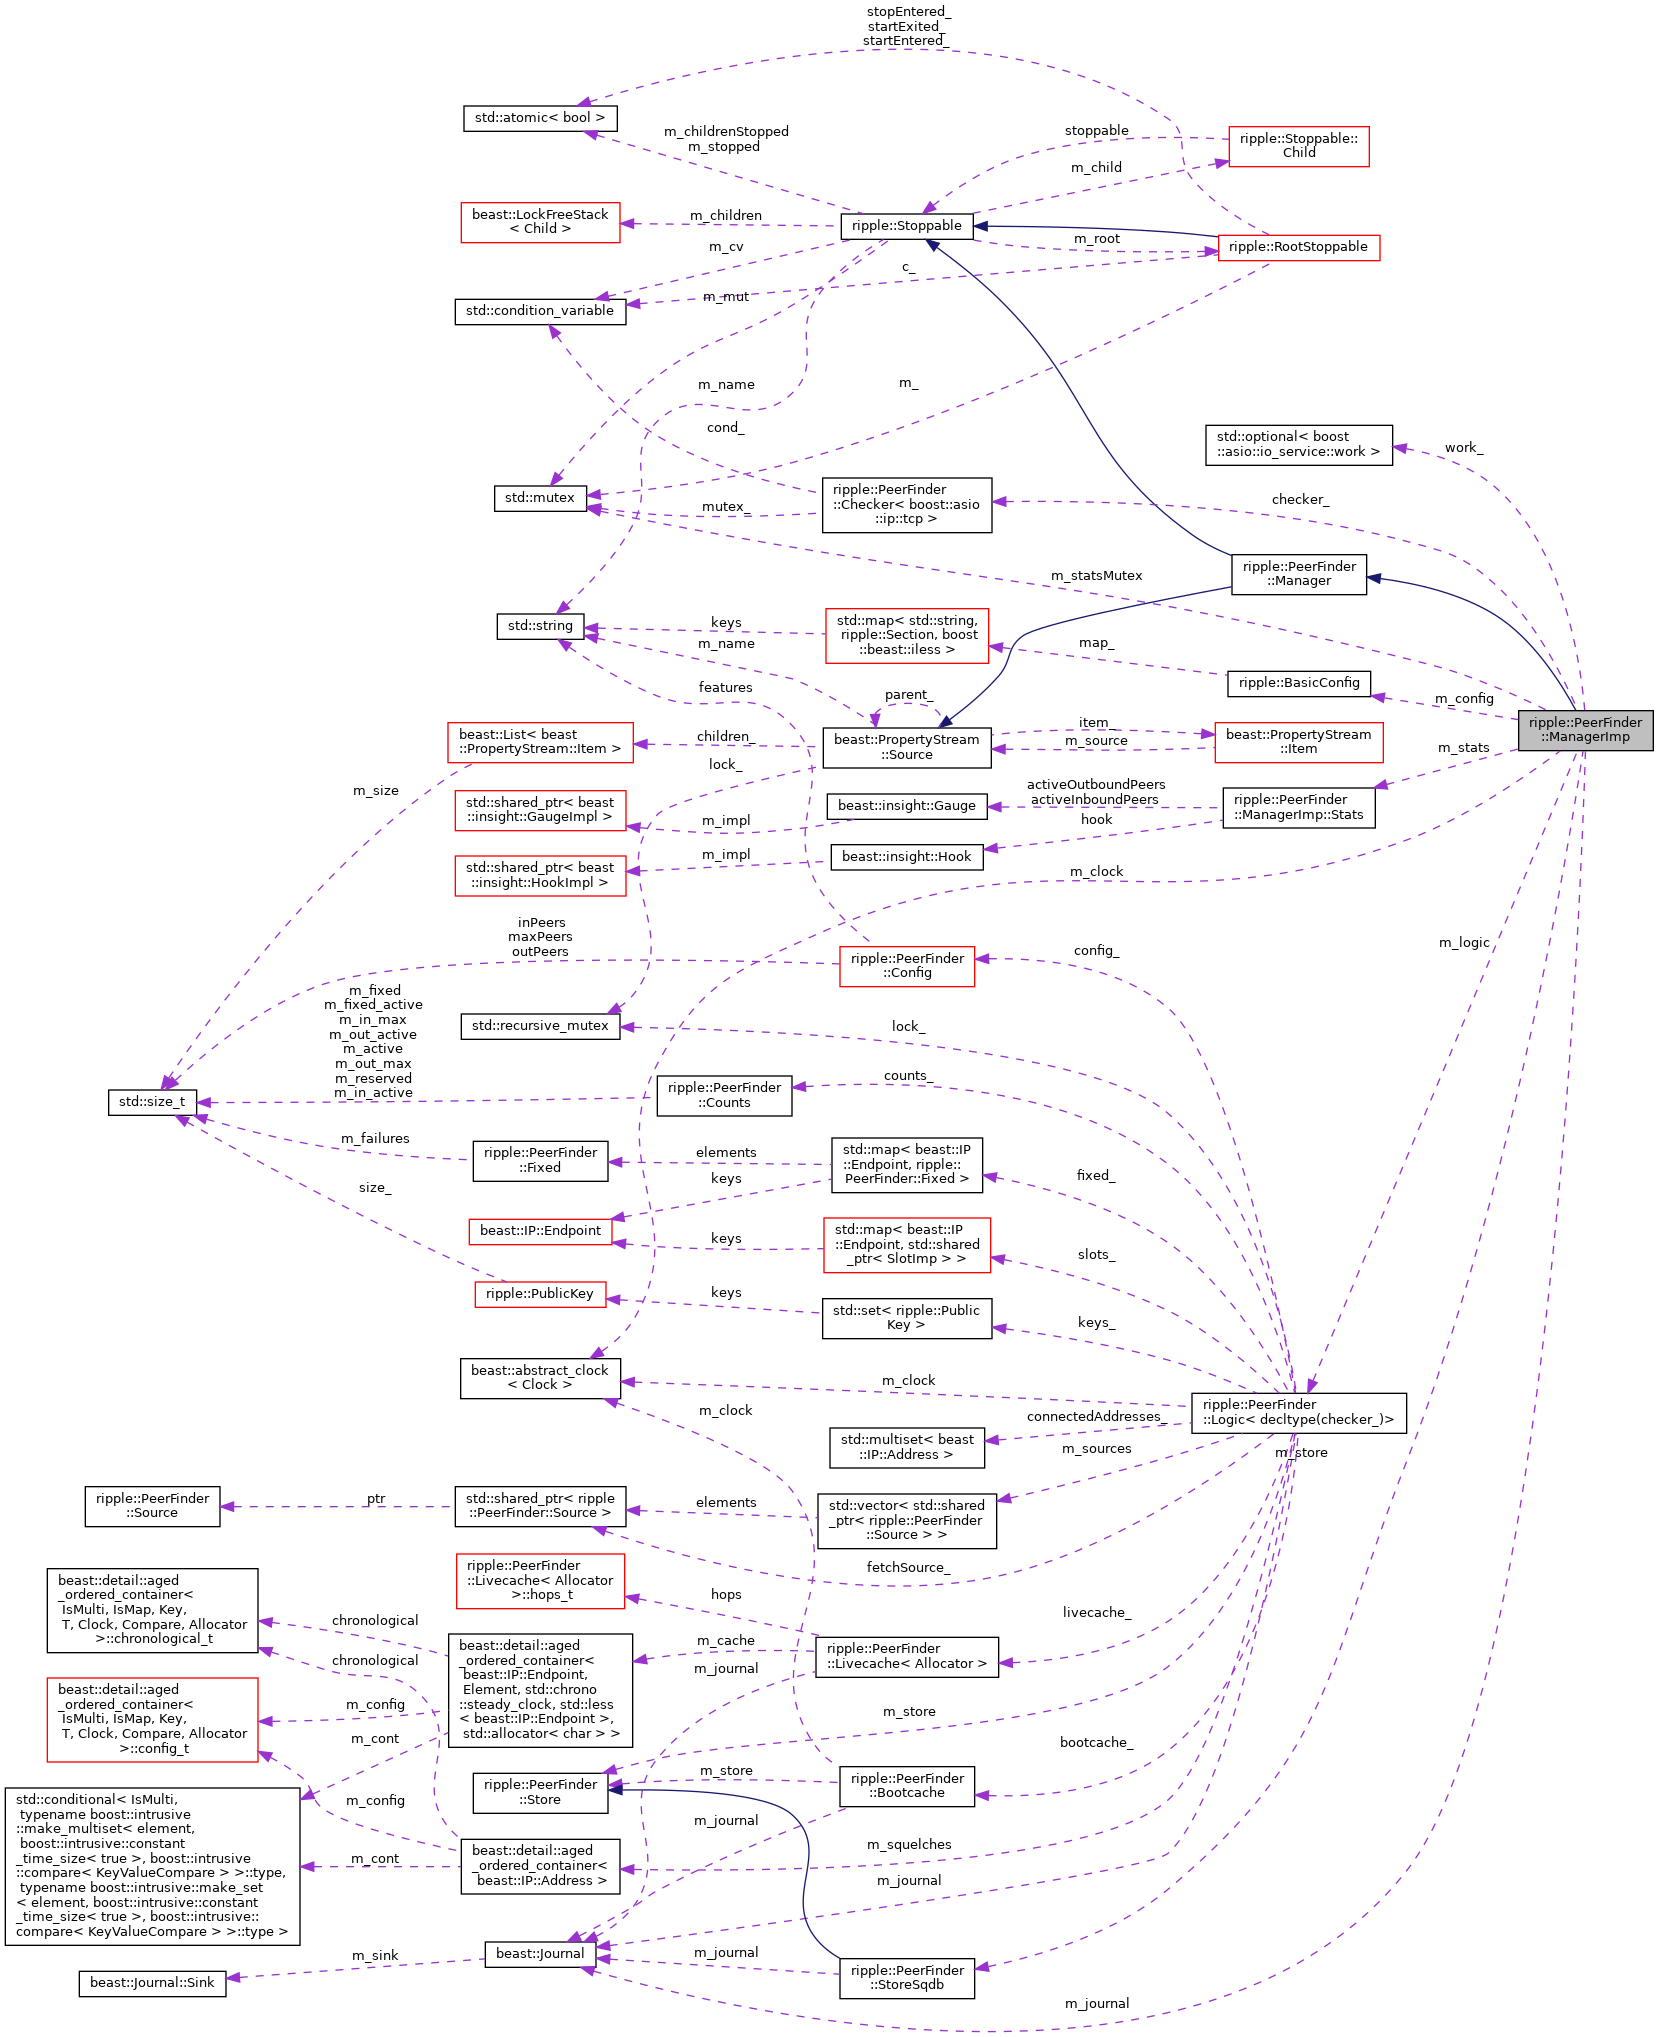 stopEntered_
startExited_
startEntered_
std::atomic< bool >
m_childrenStopped
m_stopped
stoppable
ripple::Stoppable::
Child
m_child
beast::LockFreeStack
< Child >
m_children
ripple::Stoppable
m_root
ripple::RootStoppable
m_cv
c_
m_mut
std::condition_variable
m_name
m_
cond_
std::optional< boost
::asio::io_service::work >
work_
std::mutex
mutex_
ripple::PeerFinder
::Checker< boost::asio
::ip::tcp >
checker_
m_statsMutex
ripple::PeerFinder
::Manager
std::string
keys
m_name
std::map< std::string,
ripple::Section, boost
::beast::iless >
map_
ripple::BasicConfig
m_config
features
parent_
ripple::PeerFinder
::ManagerImp
beast::List< beast
::PropertyStream::Item >
children_
beast::PropertyStream
::Source
item_
m_source
beast::PropertyStream
::Item
m_stats
lock_
m_size
std::shared_ptr< beast
::insight::GaugeImpl >
m_impl
beast::insight::Gauge
activeOutboundPeers
activeInboundPeers
hook
ripple::PeerFinder
::ManagerImp::Stats
std::shared_ptr< beast
::insight::HookImpl >
m_impl
beast::insight::Hook
m_clock
inPeers
maxPeers
outPeers
ripple::PeerFinder
::Config
config_
m_logic
m_fixed
m_fixed_active
m_in_max
m_out_active
m_active
m_out_max
m_reserved
m_in_active
std::recursive_mutex
lock_
std::size_t
ripple::PeerFinder
::Counts
counts_
m_failures
ripple::PeerFinder
::Fixed
elements
keys
std::map< beast::IP
::Endpoint, ripple::
PeerFinder::Fixed >
fixed_
size_
beast::IP::Endpoint
keys
std::map< beast::IP
::Endpoint, std::shared
_ptr< SlotImp > >
slots_
ripple::PublicKey
keys
std::set< ripple::Public
Key >
keys_
beast::abstract_clock
< Clock >
m_clock
m_clock
ripple::PeerFinder
::Logic< decltype(checker_)>
connectedAddresses_
std::multiset< beast
::IP::Address >
m_sources
m_store
ripple::PeerFinder
::Source
ptr
std::shared_ptr< ripple
::PeerFinder::Source >
elements
std::vector< std::shared
_ptr< ripple::PeerFinder
::Source > >
fetchSource_
beast::detail::aged
_ordered_container<
IsMulti, IsMap, Key,
T, Clock, Compare, Allocator
>::chronological_t
ripple::PeerFinder
::Livecache< Allocator
>::hops_t
hops
livecache_
chronological
chronological
beast::detail::aged
_ordered_container<
beast::IP::Endpoint,
Element, std::chrono
::steady_clock, std::less
< beast::IP::Endpoint >,
std::allocator< char > >
m_cache
m_journal
ripple::PeerFinder
::Livecache< Allocator >
beast::detail::aged
_ordered_container<
IsMulti, IsMap, Key,
T, Clock, Compare, Allocator
>::config_t
m_config
m_cont
m_store
bootcache_
ripple::PeerFinder
::Store
m_store
ripple::PeerFinder
::Bootcache
std::conditional< IsMulti,
typename boost::intrusive
::make_multiset< element,
boost::intrusive::constant
_time_size< true >, boost::intrusive
::compare< KeyValueCompare > >::type,
typename boost::intrusive::make_set
< element, boost::intrusive::constant
_time_size< true >, boost::intrusive::
compare< KeyValueCompare > >::type >
m_config
m_cont
beast::detail::aged
_ordered_container<
beast::IP::Address >
m_journal
m_squelches
m_journal
beast::Journal
m_sink
beast::Journal::Sink
m_journal
ripple::PeerFinder
::StoreSqdb
m_journal